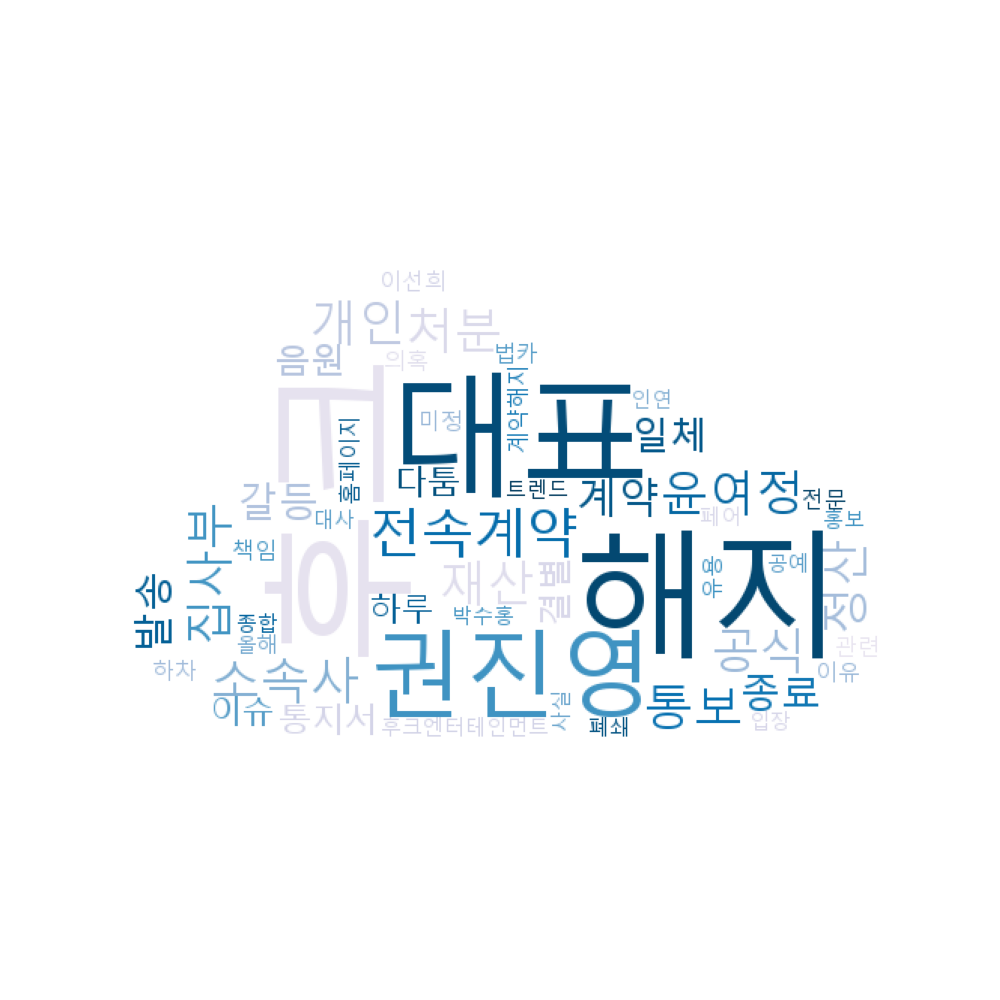 이선희
개인
처분
음원
의혹
법카
후크
대표
미정
계약해지
인연
일체
홈페이지
다툼
트렌드
계약
윤여정
전문
갈등
대사
전속계약
페어
홍보
집사부
책임
재산
결별
해지
유용
공예
정산
발송
종합
올해
하루
박수홍
권진영
공식
관련
하차
소속사
이유
이슈
통지서
후크엔터테인먼트
사실
폐쇄
통보
종료
입장